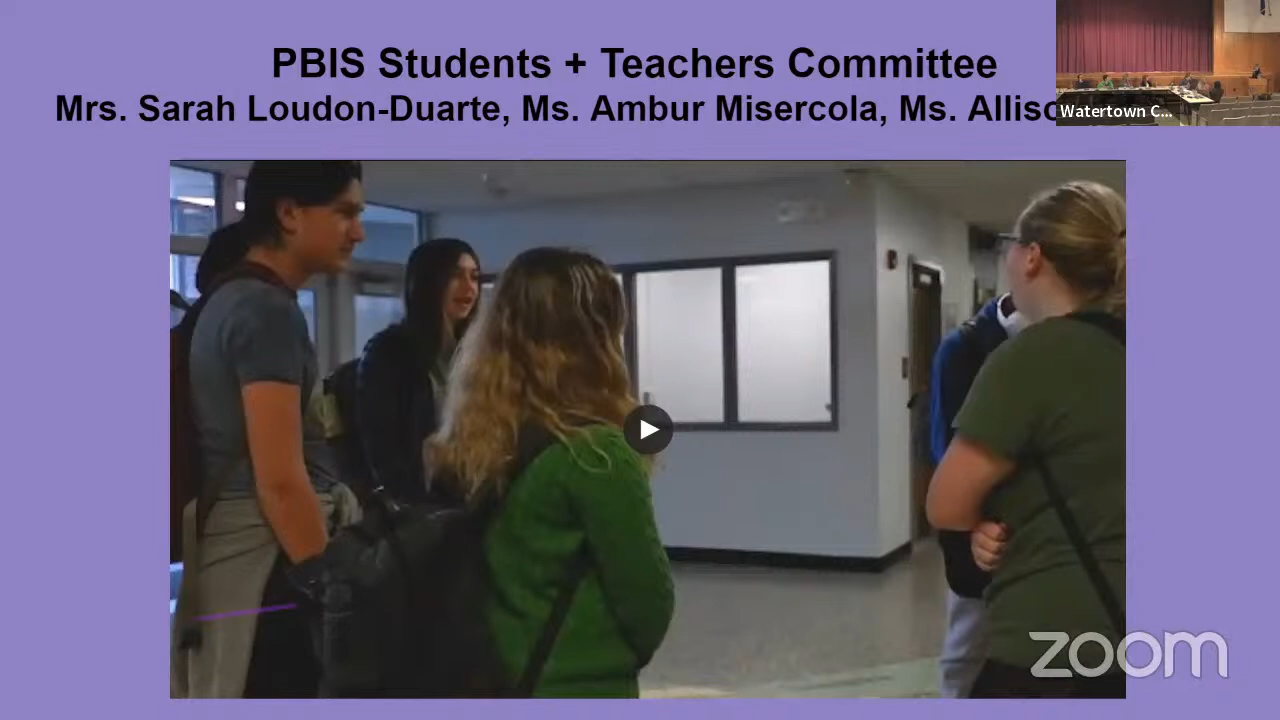 PBIS Students + Teachers Committee
Mrs. Sarah Loudon-Duarte, Ms. Ambur Misercola, Ms.
Watertown C...
zoom